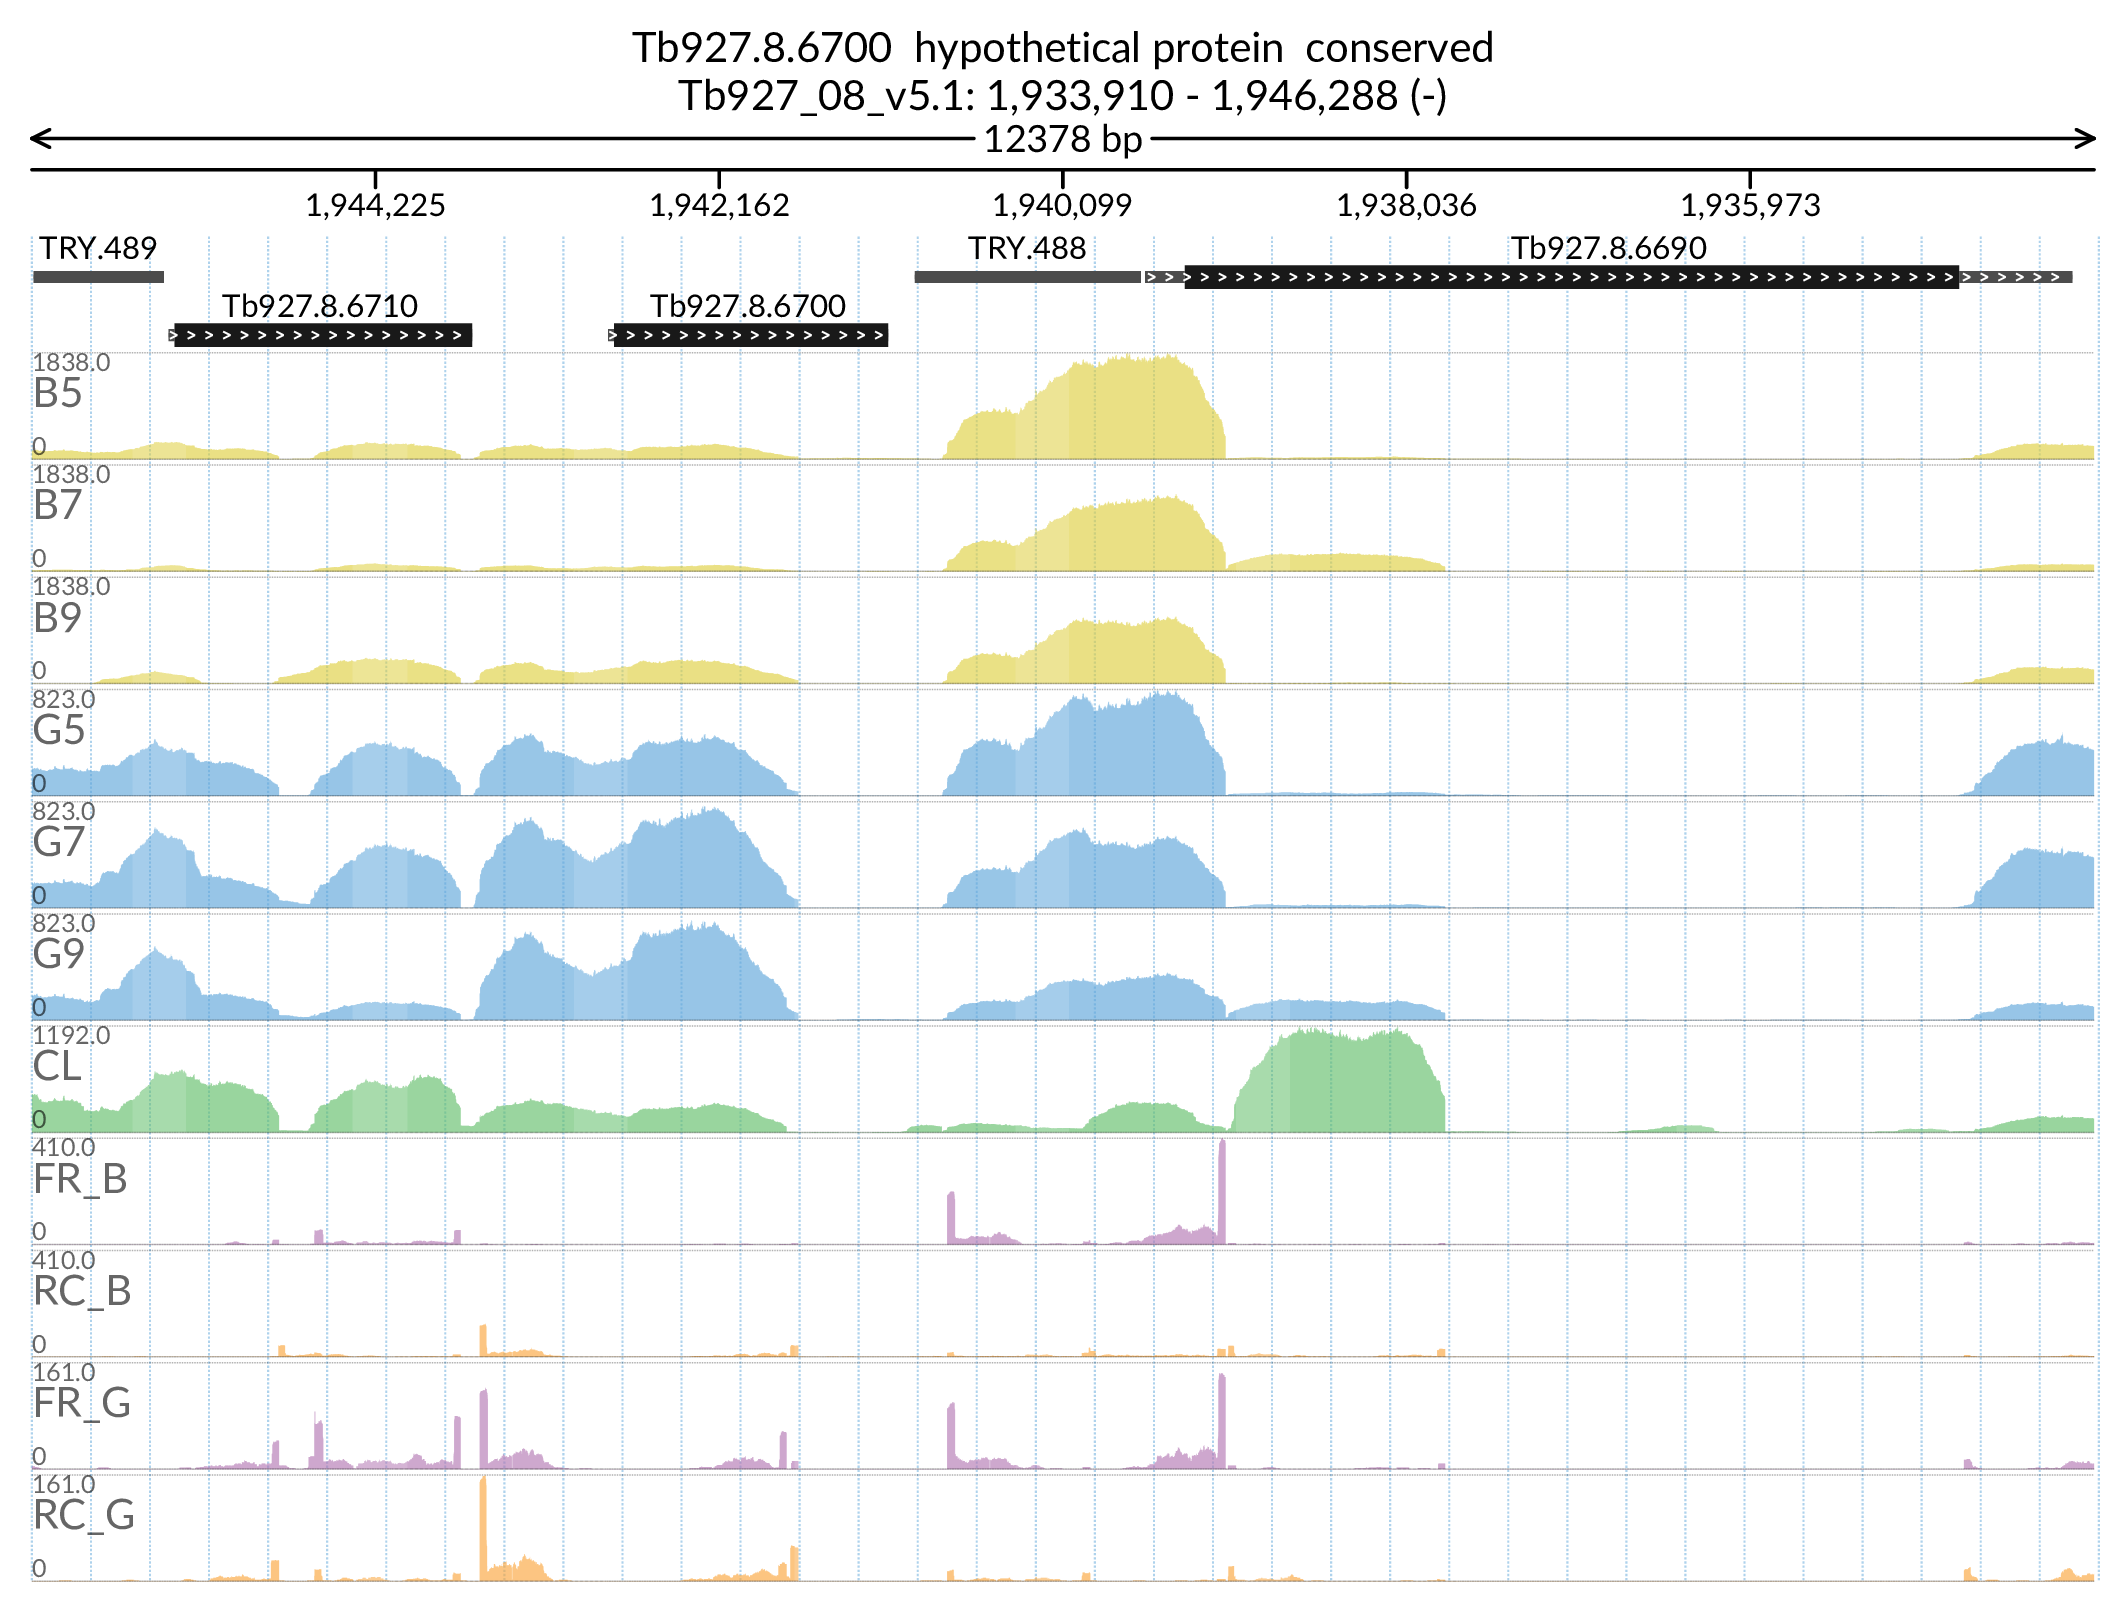 Tb927.8.6700 hypothetical protein conserved
Tb927_08_v5.1: 1,933,910 - 1,946,288 (-)
12378 bp
1,944,225 1,942,162 1,940,099 1,938,036 1,935,973
TRY.489 TRY.488 Tb927.8.6690
Tb927.8.6710 Tb927.8.6700
1838.0
B5
0
1838.0
B7
0
1838.0
B9
0
823.0
G5
0
823.0
G7
0
823.0
G9
0
1192.0
CL
0
410.0
FR_B
0
410.0
RC_B
0
161.0
FR_G
0
161.0
RC_G
0